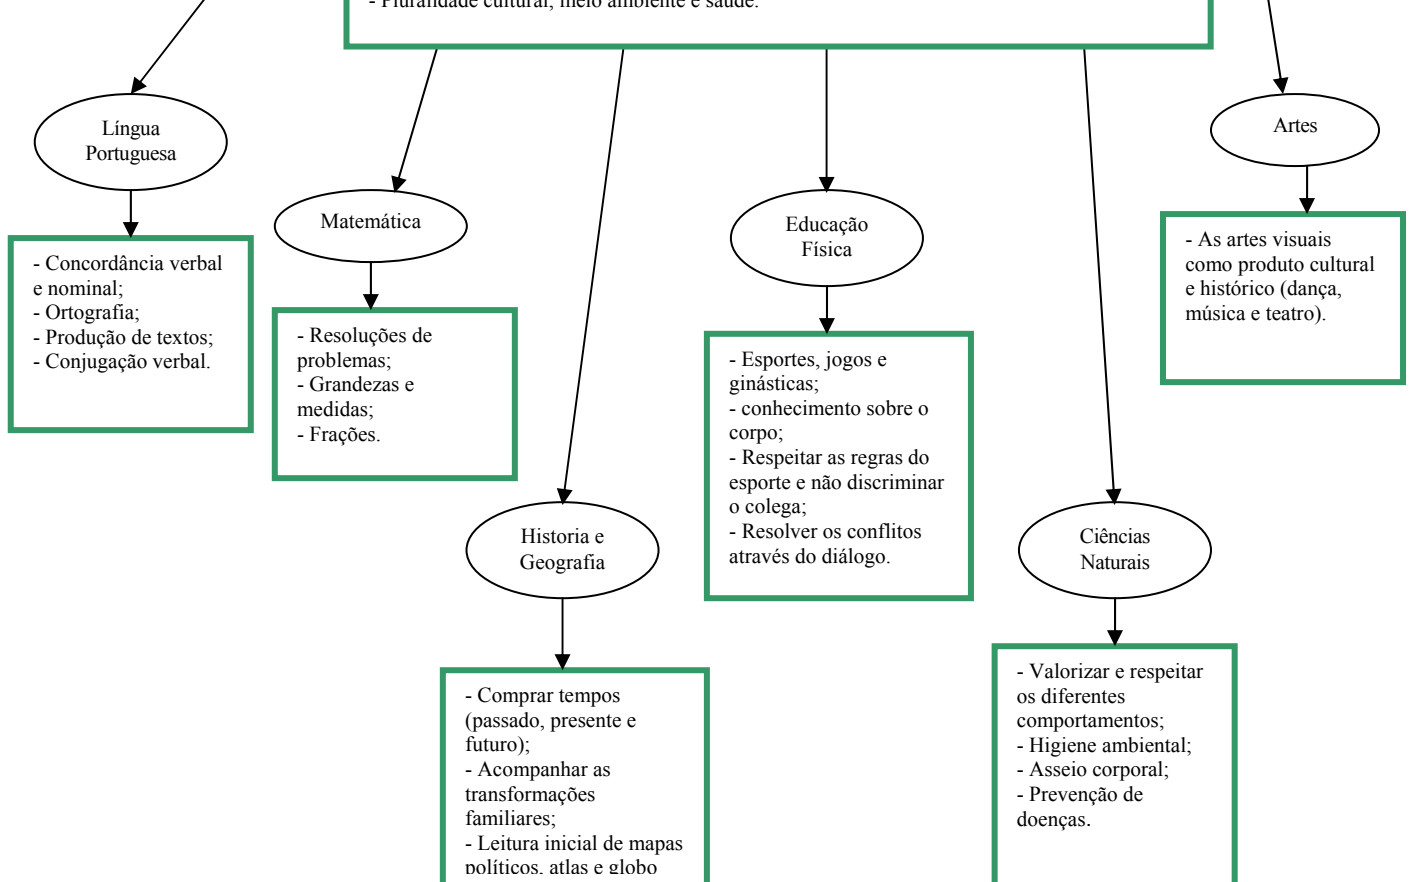 - Pluralidade cultural, meio ambiente e saúde.
Língua
Portuguesa
- Concordância verbal
e nominal;
- Ortografia;
- Produção de textos;
- Conjugação verbal.
Matemática
- Resoluções de
problemas;
- Grandezas e
medidas;
- Frações.
Historia e
Geografia
- Comprar tempos
(passado, presente e
futuro);
- Acompanhar as
transformações
familiares;
- Leitura inicial de mapas
políticos, atlas e globo
Educação
Física
- Esportes, jogos e
ginásticas;
- conhecimento sobre o
corpo;
- Respeitar as regras do
esporte e não discriminar
o colega;
- Resolver os conflitos
através do diálogo.
Ciências
Naturais
- Valorizar e respeitar
os diferentes
comportamentos;
- Higiene ambiental;
- Asseio corporal;
- Prevenção de
doenças.
Artes
- As artes visuais
como produto cultural
e histórico (dança,
música e teatro).